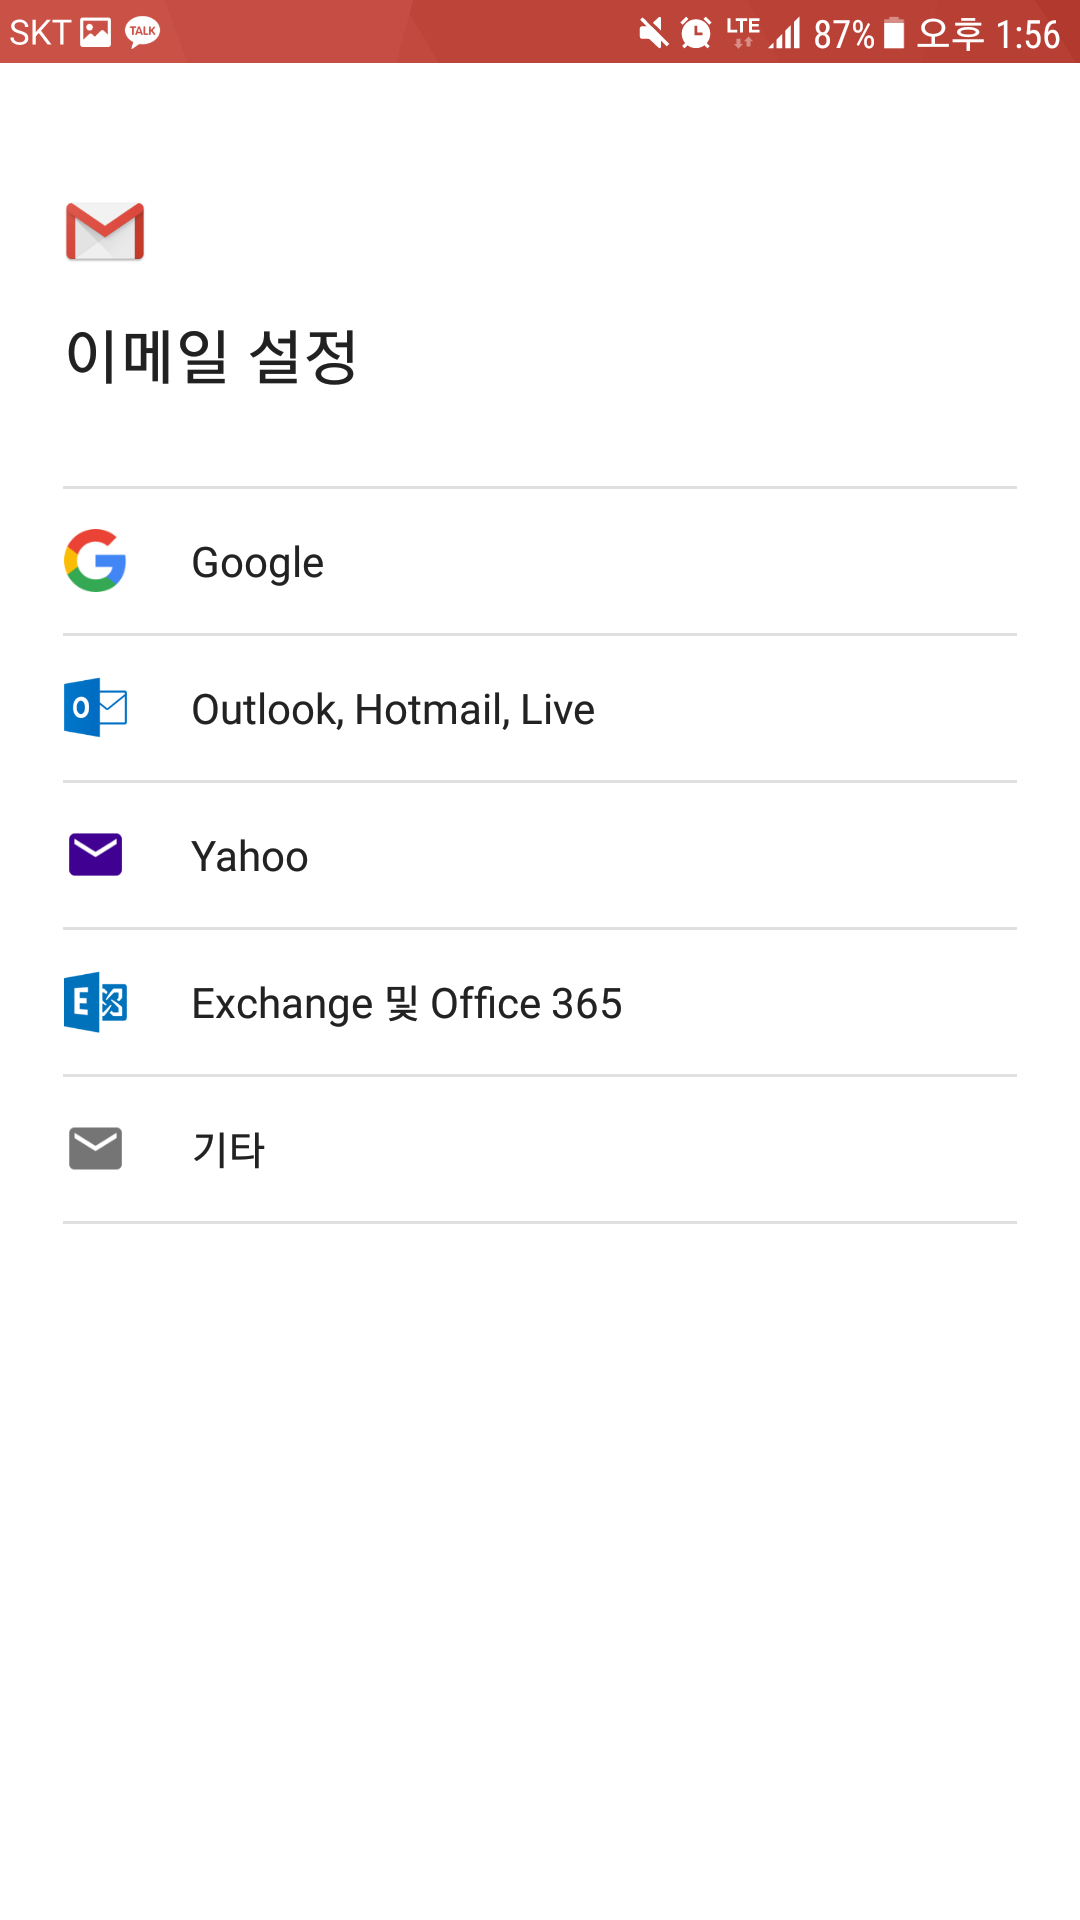 SKT TALK LTE 87% 오후 1:56
이메일 설정
Google
Outlook, Hotmail, Live
Yahoo
Exchange 및 Office 365
기타